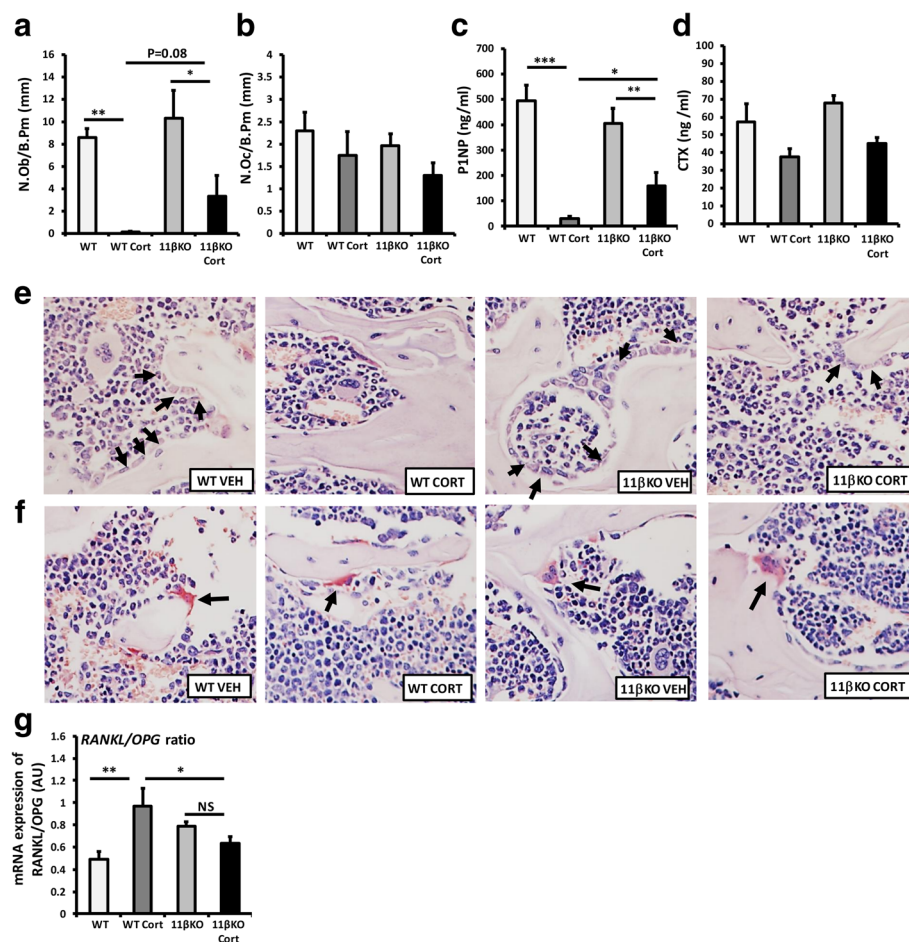 a
N.Ob/B.Pm (mm)
16
14
12
10
8
6
4
2
0
P=0.08
**
*
WT
WT Cort
11βKO
11βKO
Cort
b
N.Oc/B.Pm (mm)
4
3.5
3
2.5
2
1.5
1
0.5
0
WT
WT Cort
11βKO
11βKO
Cort
c
P1NP (ng/ml)
700
600
500
400
300
200
100
0
***
*
**
WT
WT Cort
11βKO
11βKO
Cort
d
CTX (ng /ml)
100
90
80
70
60
50
40
30
20
10
0
WT
WT Cort
11βKO
11βKO
Cort
e
WT VEH
WT CORT
11βKO VEH
11βKO CORT
f
WT VEH
WT CORT
11βKO VEH
11βKO CORT
g
RANKL/OPG ratio
mRNA expression of
RANKL/OPG (AU)
1.6
1.4
1.2
1
0.8
0.6
0.4
0.2
0
**
*
NS
WT
WT Cort
11βKO
11βKO
Cort